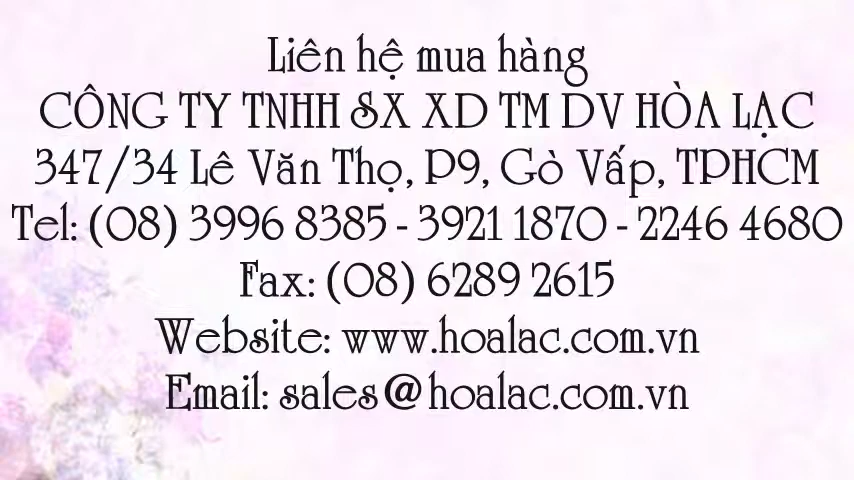 Liên hệ mua hàng
CÔNG TY TNHH SX XD TM DV HÒA LẠC
347/34 Lê Văn Thọ, P9, Gò Vấp, TPHCM
Tel: (08) 3996 8385 - 3921 1870 - 2246 4680
Fax: (08) 6289 2615
Website: www.hoalac.com.vn
Email: sales@hoalac.com.vn